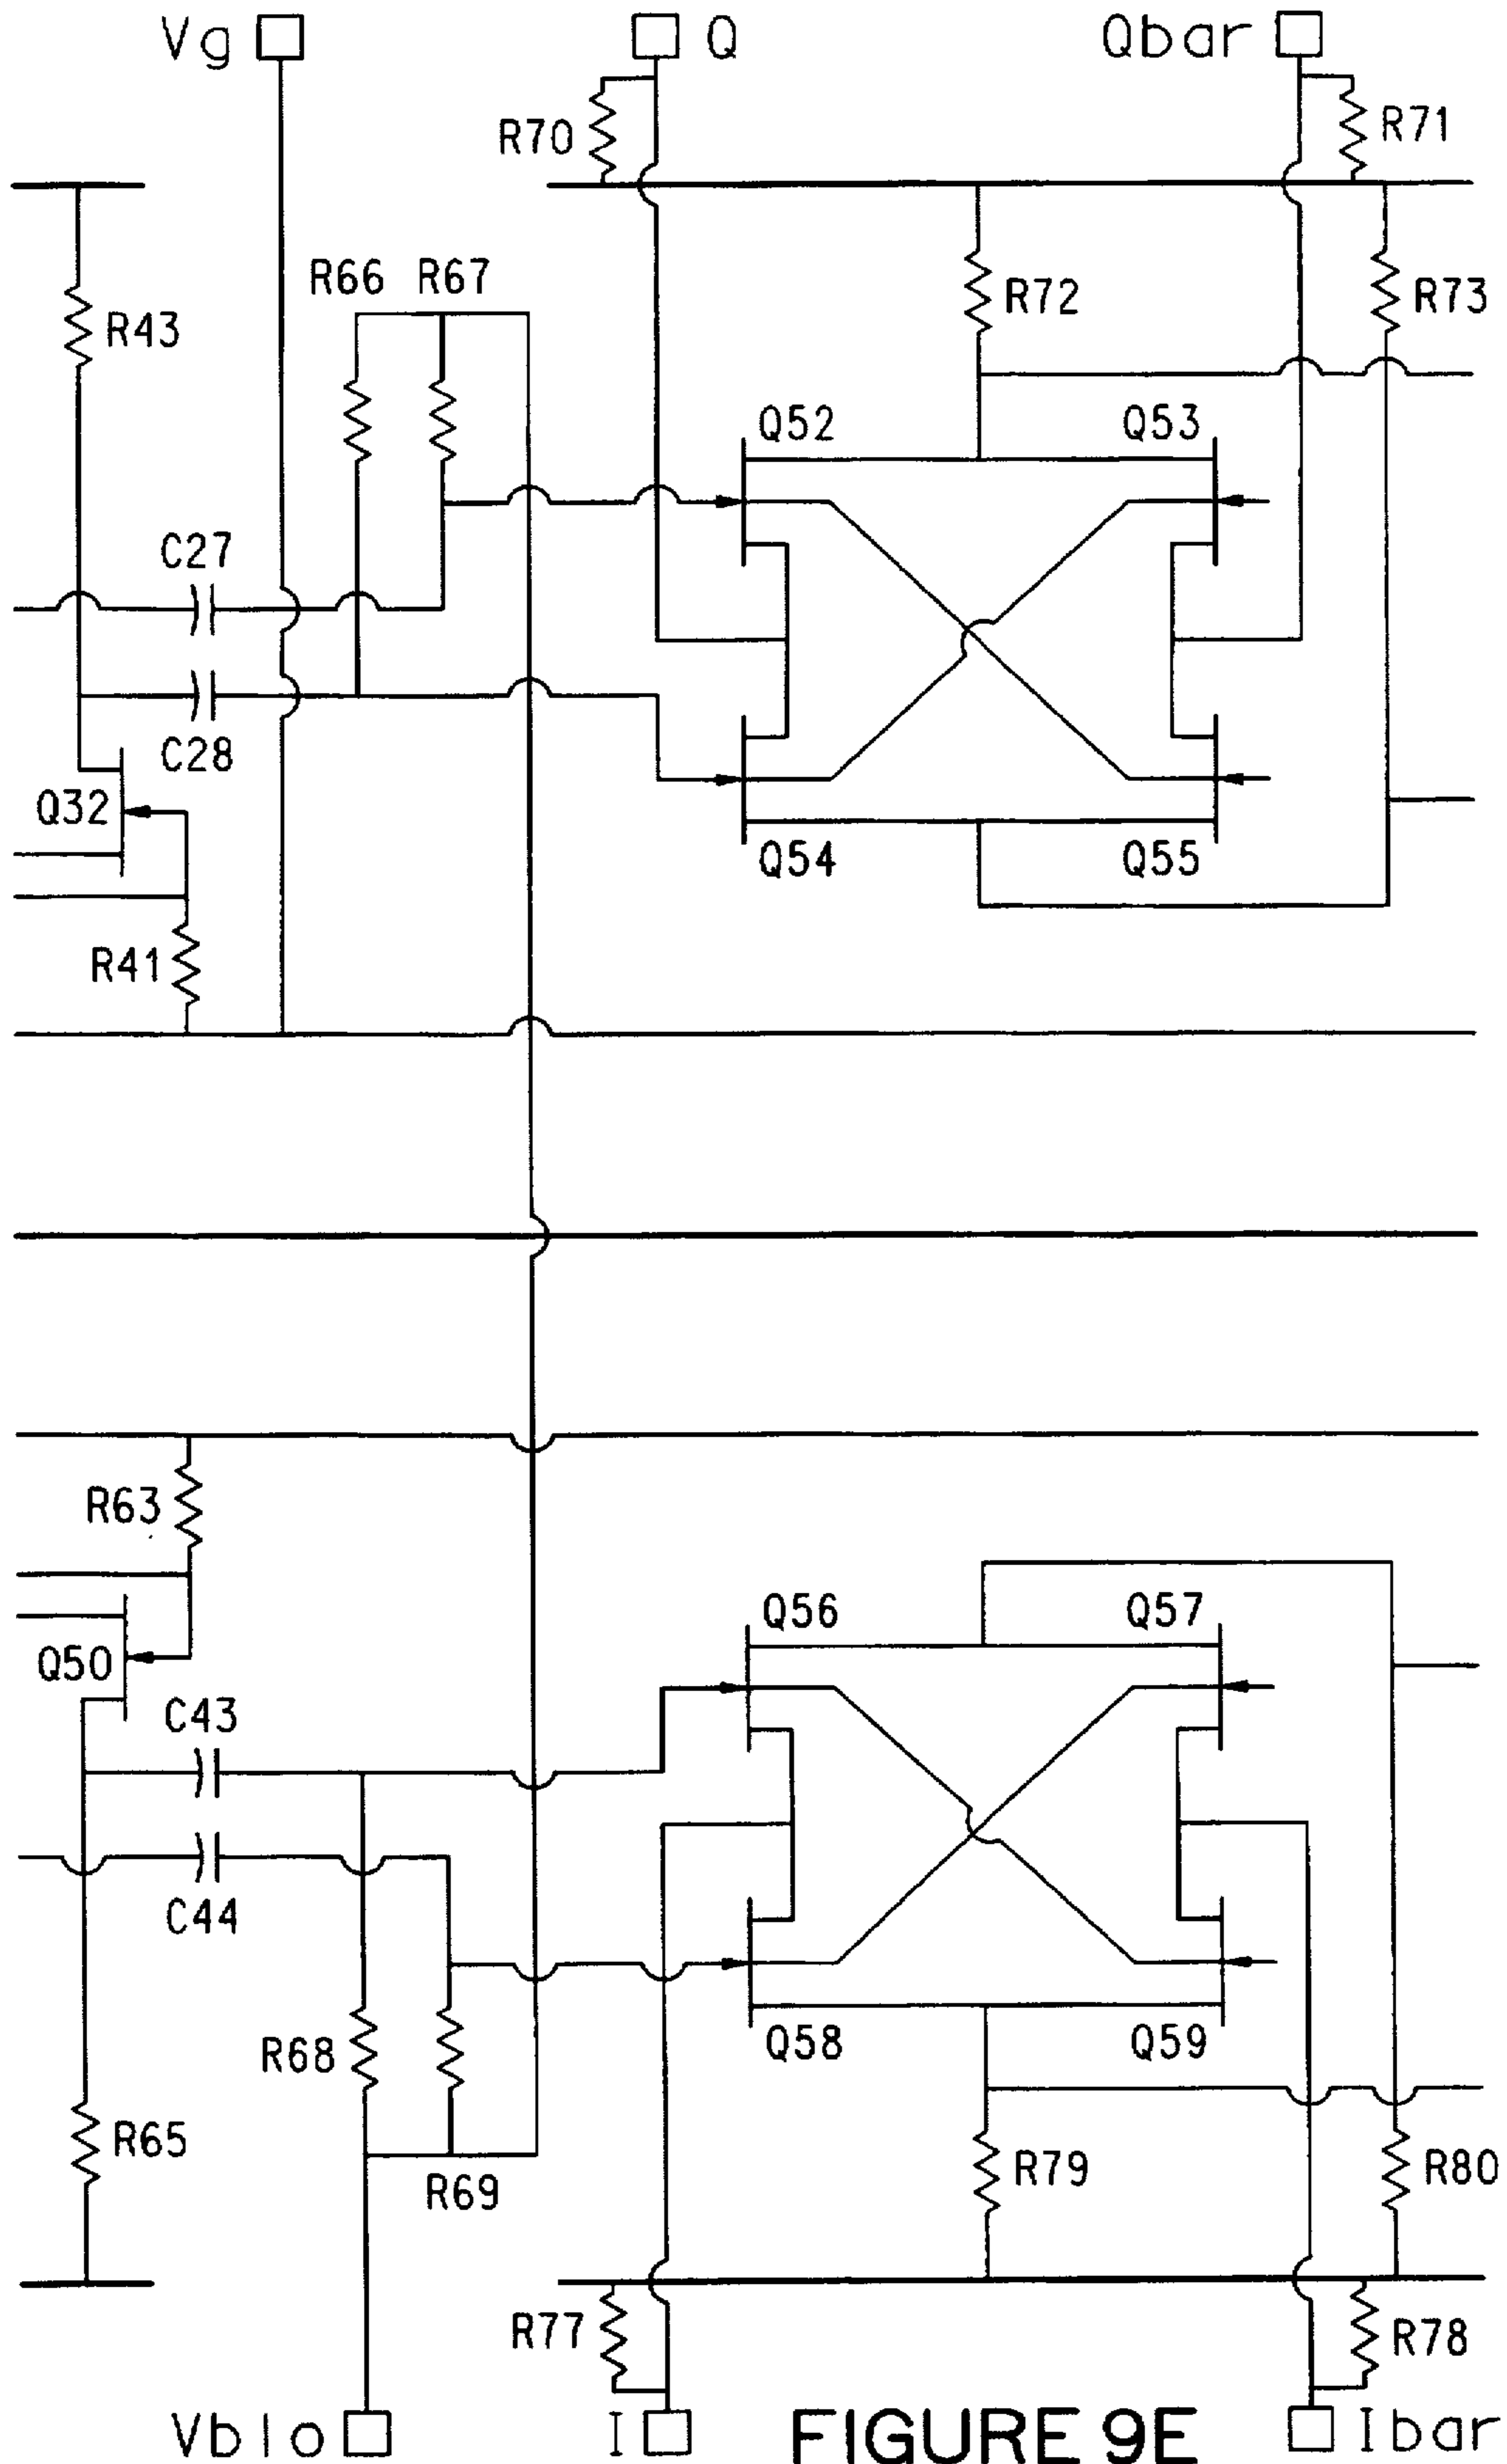 Vg
Q
Qbar
R70
R71
R66
R67
R43
R72
R73
Q52
Q53
C27
C28
Q32
Q54
Q55
R41
R63
Q56
Q57
Q50
C43
C44
R68
Q58
Q59
R65
R69
R79
R80
R77
R78
Vblo
I
FIGURE 9E
Ibar